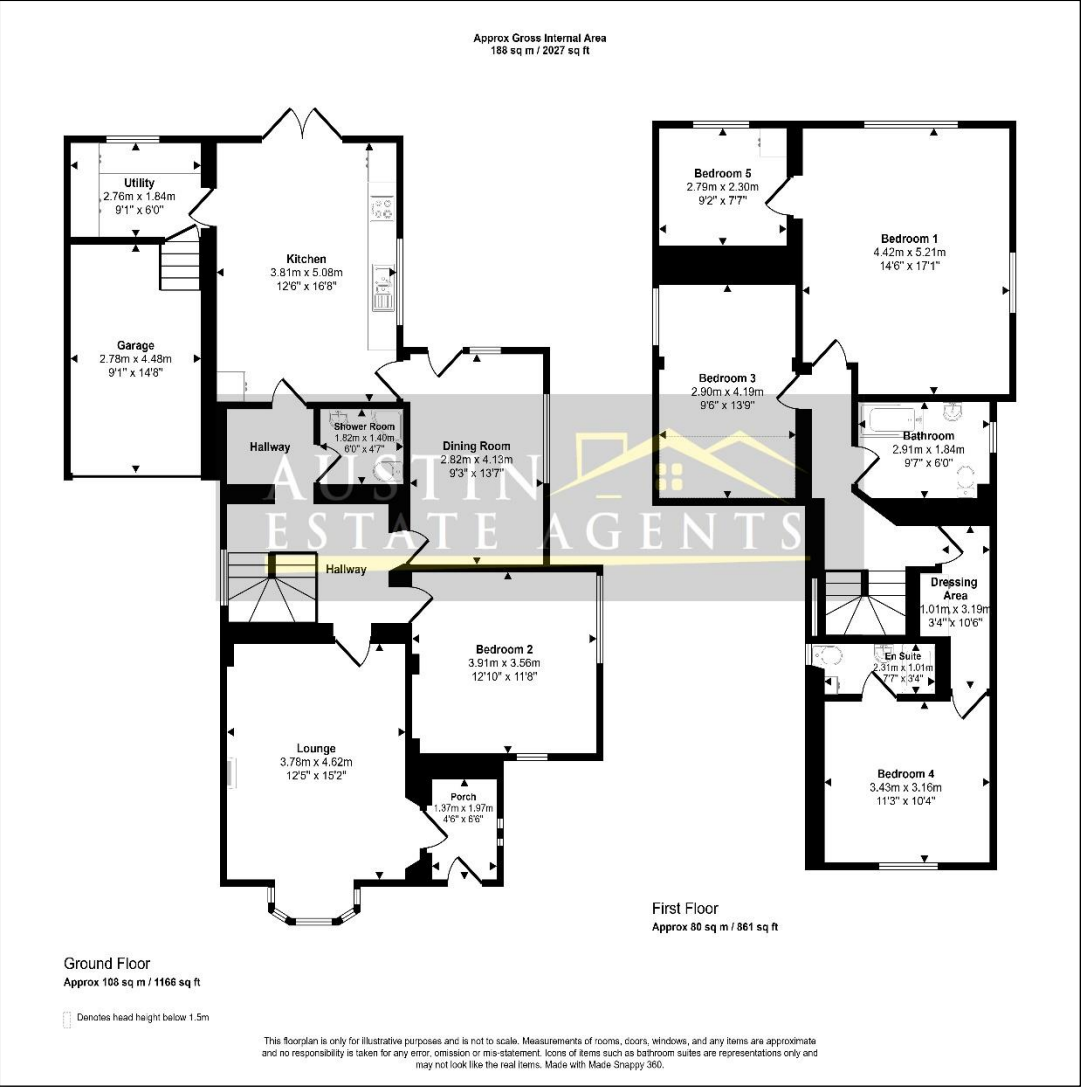 Approx Gross Internal Area
188 sq m / 2027 sq ft
Utility
2.76m x 1.84m
9'1" x 6'0"
Kitchen
3.81m x 5.08m
12'6" x 16'8"
Garage
2.78m x 4.48m
9'1" x 14'8"
Hallway
Shower Room
1.82m x 1.40m
6'0" x 4'7"
Dining Room
2.82m x 4.13m
9'3" x 13'7"
Hallway
Bedroom 2
3.91m x 3.56m
12'10" x 11'8"
Lounge
3.78m x 4.62m
12'5" x 15'2"
Porch
1.37m x 1.97m
4'6" x 6'6"
Bedroom 5
2.79m x 2.30m
9'2" x 7'7"
Bedroom 1
4.42m x 5.21m
14'6" x 17'1"
Bedroom 3
2.90m x 4.19m
9'6" x 13'9"
Bathroom
2.91m x 1.84m
9'7" x 6'0"
Dressing
Area
1.01m x 3.19m
3'4" x 10'6"
En Suite
2.31m x 1.01m
7'7" x 3'4"
Bedroom 4
3.43m x 3.16m
11'3" x 10'4"
AUSTIN
ESTATE AGENTS
First Floor
Approx 80 sq m / 861 sq ft
Ground Floor
Approx 108 sq m / 1166 sq ft
Denotes head height below 1.5m
This floorplan is only for illustrative purposes and is not to scale. Measurements of rooms, doors, windows, and any items are approximate
and no responsibility is taken for any error, omission or mis-statement. Icons of items such as bathroom suites are representations only and
may not look like the real items. Made with Made Snappy 360.